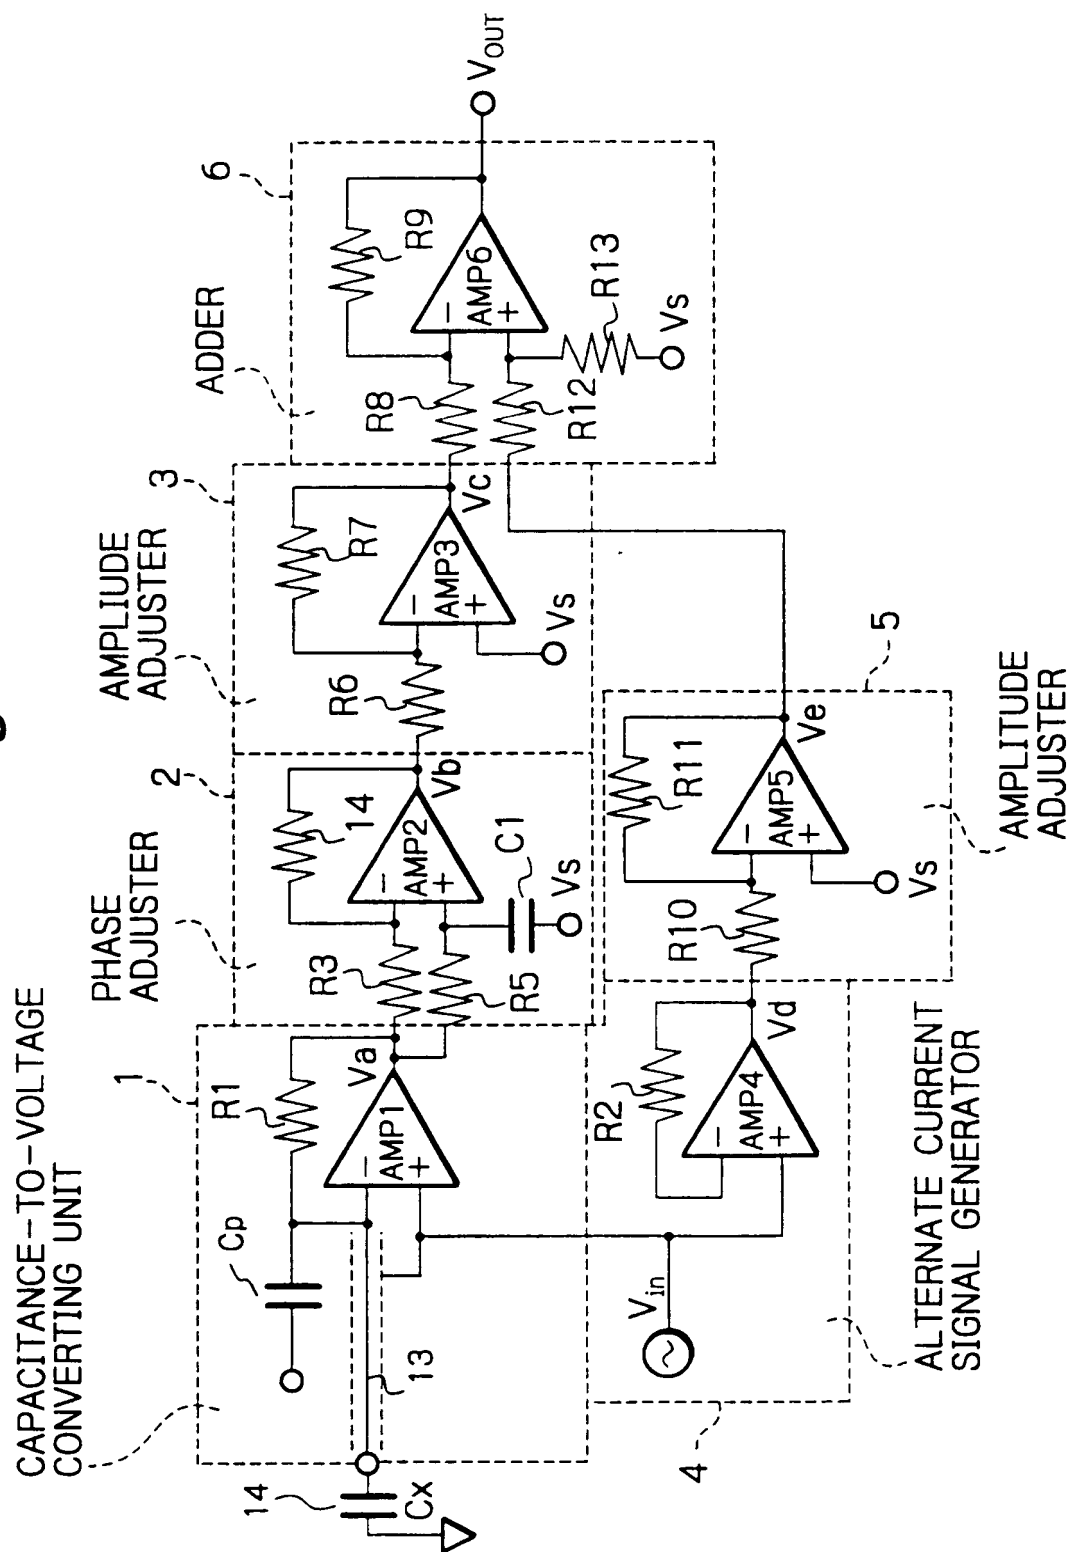 CAPACITANCE-TO-VOLTAGE
CONVERTING UNIT
1
R1
Cp
Va
AMP1
-
+
13
14
Cx
PHASE
ADJUSTER
2
14
R3
R5
AMP2
-
+
Vb
C1
Vs
AMPLIUDE
ADJUSTER
3
R7
R6
AMP3
-
+
Vc
Vs
ADDER
6
R9
R8
AMP6
-
+
R12
R13
Vs
VOUT
Vin
4
ALTERNATE CURRENT
SIGNAL GENERATOR
R2
AMP4
-
+
Vd
R10
R11
AMP5
-
+
Ve
Vs
5
AMPLITUDE
ADJUSTER